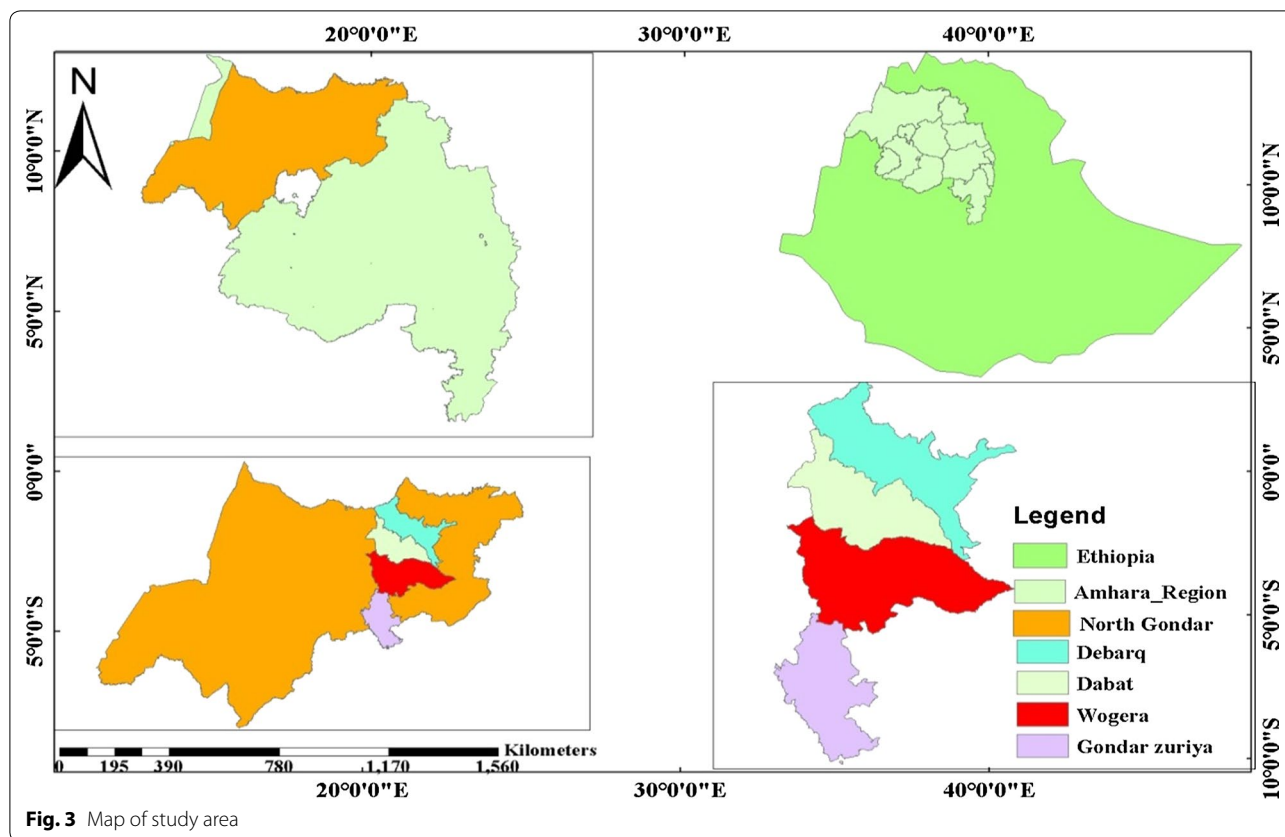 20°0'0"E 30°0'0"E 40°0'0"E
N
10°0'0"N
5°0'0"N
0°0'0"
5°0'0"S
10°0'0"N
5°0'0"N
0°0'0"
5°0'0"S
10°0'0"S
Legend
Ethiopia
Amhara_Region
North Gondar
Debarq
Dabat
Wogera
Gondar zuriya
Kilometers
0 195 390 780 1,170 1,560
20°0'0"E 30°0'0"E 40°0'0"E
Fig. 3 Map of study area